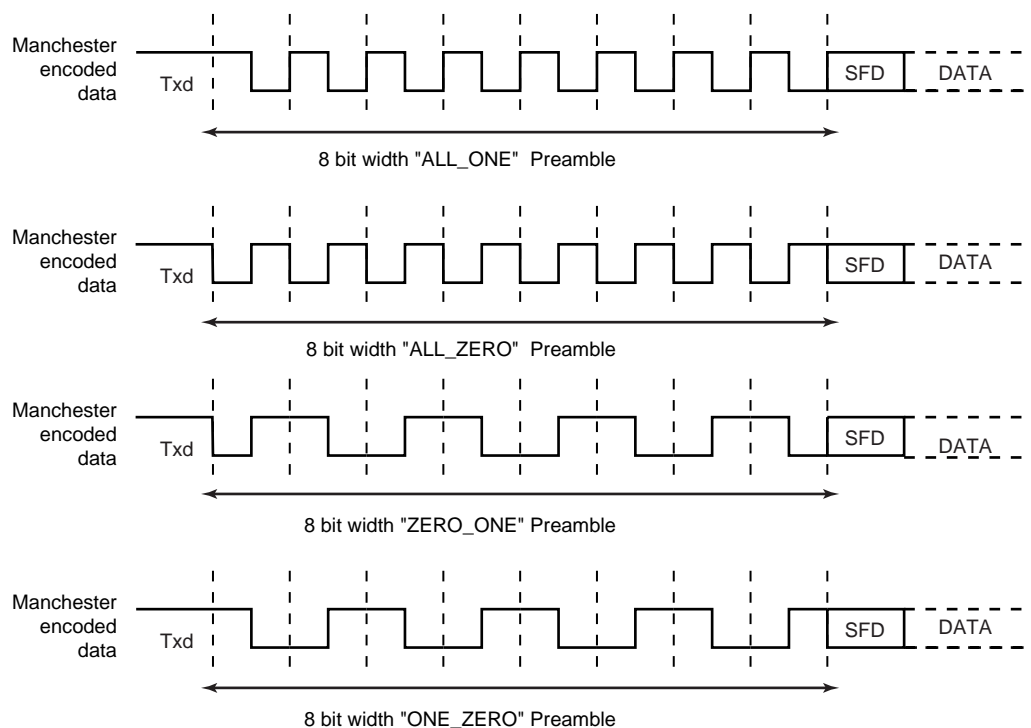 Manchester
encoded
data
Txd
SFD
DATA
8 bit width "ALL_ONE"  Preamble
Manchester
encoded
data
Txd
SFD
DATA
8 bit width "ALL_ZERO"  Preamble
Manchester
encoded
data
Txd
SFD
DATA
8 bit width "ZERO_ONE" Preamble
Manchester
encoded
data
Txd
SFD
DATA
8 bit width "ONE_ZERO" Preamble